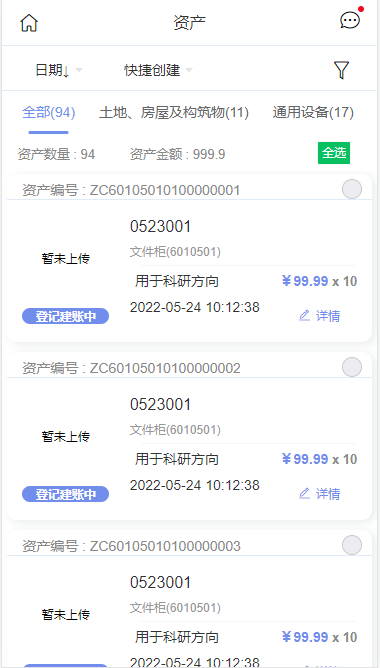 资产
日期↓ 快捷创建
全部(94) 土地、房屋及构筑物(11) 通用设备(17)
资产数量 : 94 资产金额 : 999.9 全选
资产编号 : ZC60105010100000001
0523001
文件柜(6010501)
暂未上传
用于科研方向 ￥99.99 x 10
登记建账中 2022-05-24 10:12:38 详情
资产编号 : ZC60105010100000002
0523001
文件柜(6010501)
暂未上传
用于科研方向 ￥99.99 x 10
登记建账中 2022-05-24 10:12:38 详情
资产编号 : ZC60105010100000003
0523001
文件柜(6010501)
暂未上传
用于科研方向 ￥99.99 x 10
2022-05-24 10:12:38